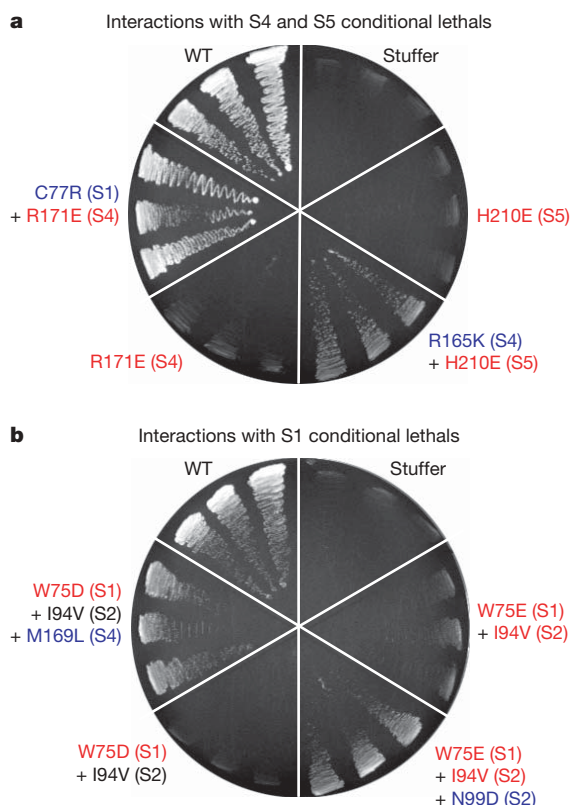 a Interactions with S4 and S5 conditional lethals
WT
Stuffer
C77R (S1)
+ R171E (S4)
H210E (S5)
R171E (S4)
R165K (S4)
+ H210E (S5)
b Interactions with S1 conditional lethals
WT
Stuffer
W75D (S1)
+ I94V (S2)
+ M169L (S4)
W75E (S1)
+ I94V (S2)
W75D (S1)
+ I94V (S2)
W75E (S1)
+ I94V (S2)
+ N99D (S2)